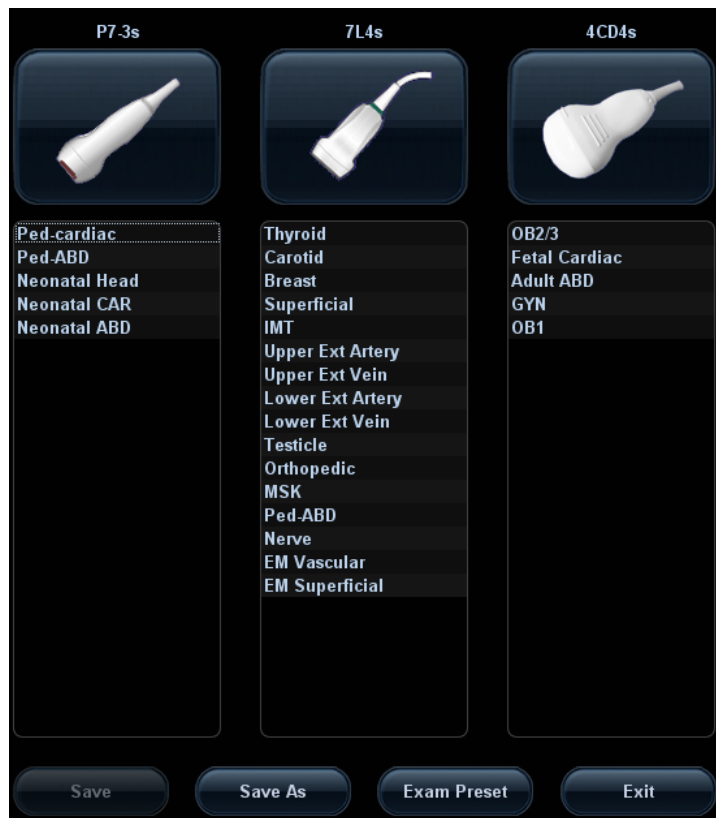 P7-3s
7L4s
4CD4s
Ped-cardiac
Ped-ABD
Neonatal Head
Neonatal CAR
Neonatal ABD
Thyroid
Carotid
Breast
Superficial
IMT
Upper Ext Artery
Upper Ext Vein
Lower Ext Artery
Lower Ext Vein
Testicle
Orthopedic
MSK
Ped-ABD
Nerve
EM Vascular
EM Superficial
OB2/3
Fetal Cardiac
Adult ABD
GYN
OB1
Save
Save As
Exam Preset
Exit